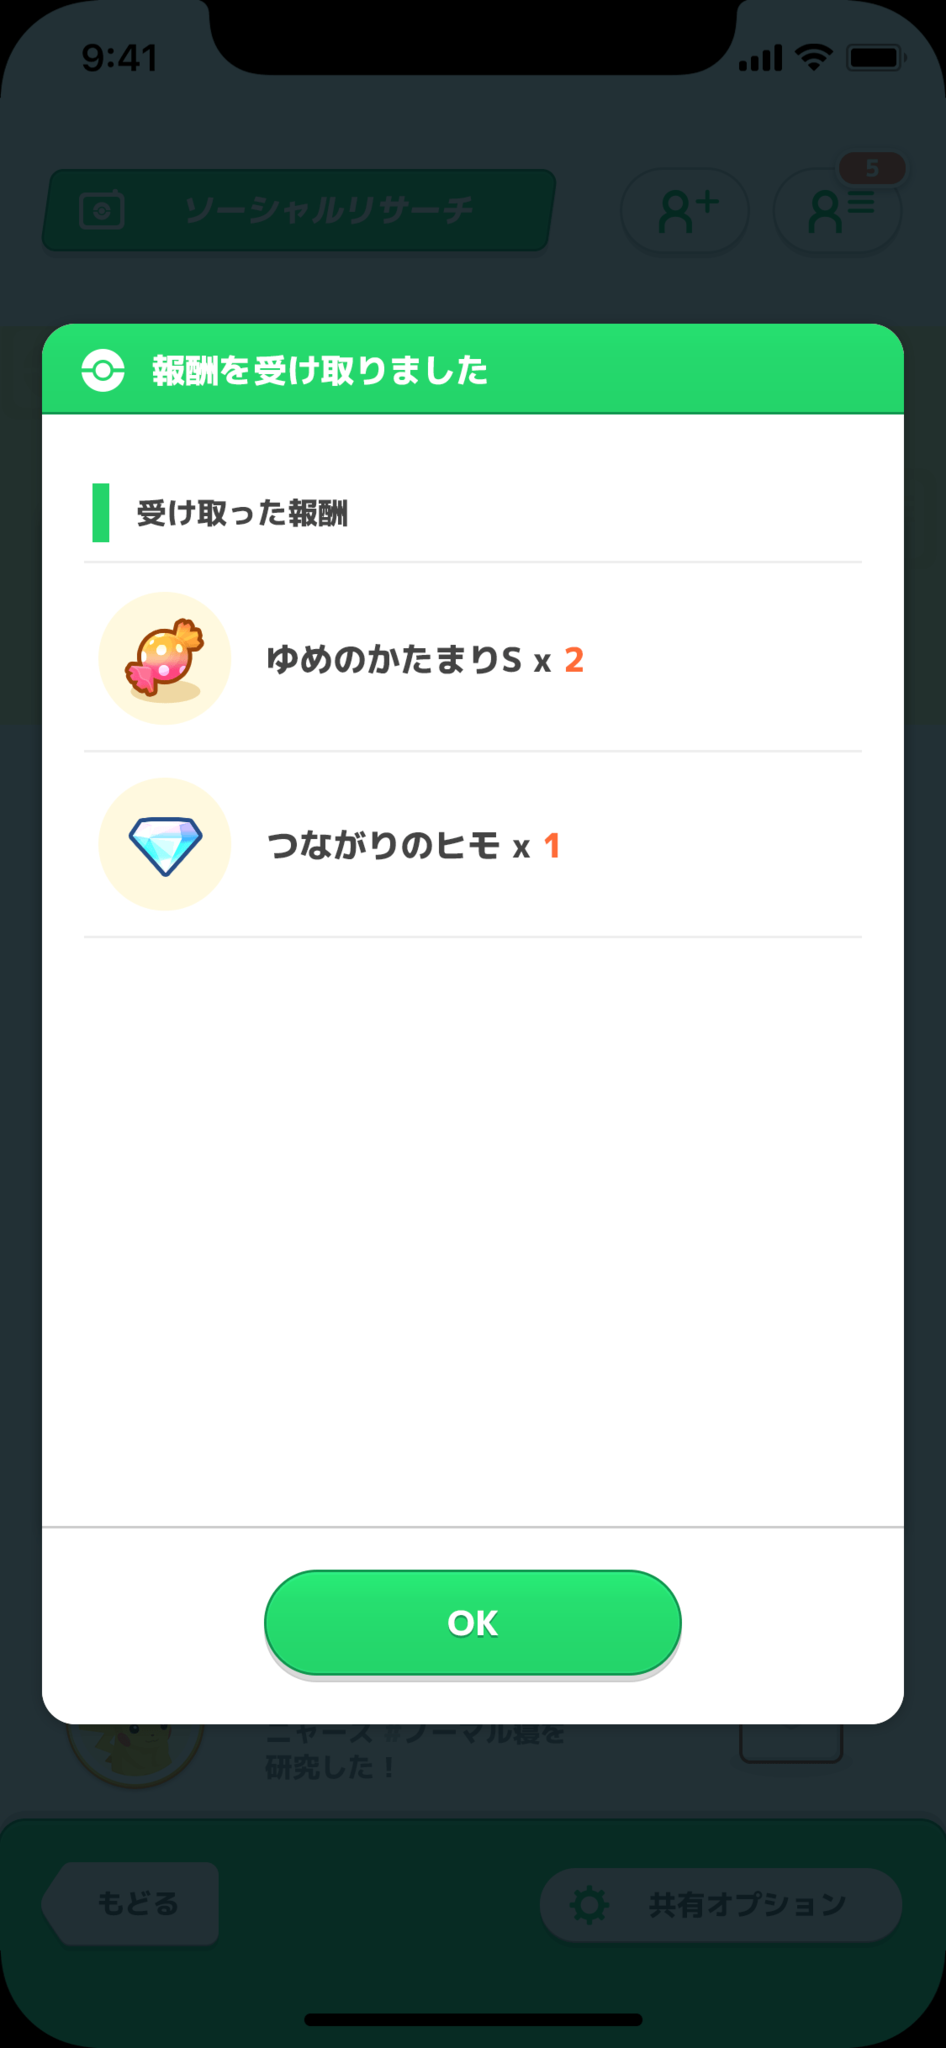 9:41
5
ソーシャルリサーチ
報酬を受け取りました
受け取った報酬
ゆめのかたまりS x 2
つながりのヒモ x 1
OK
ニャース #ノーマル寝を
研究した！
もどる
共有オプション